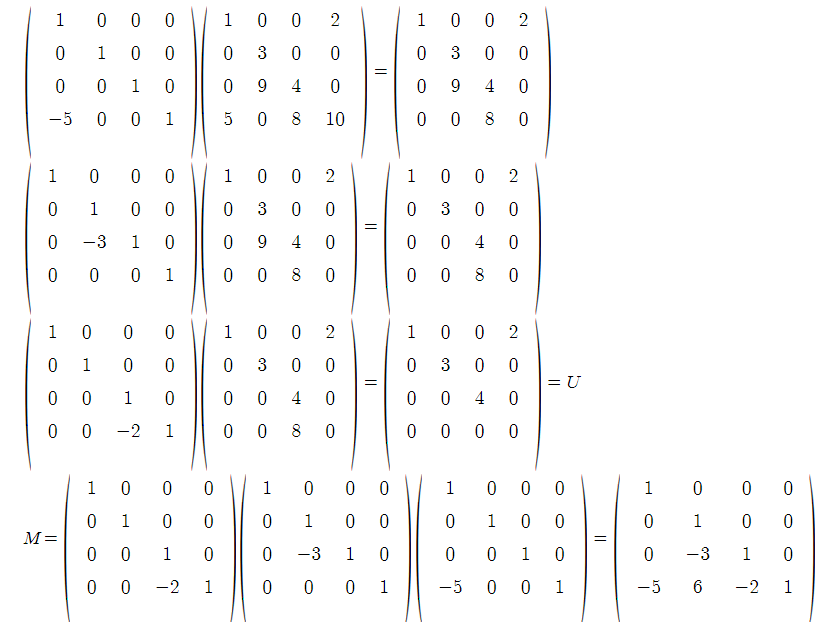 1 0 0 0 1 0 0 2 1 0 0 2
0 1 0 0 0 3 0 0 0 3 0 0
=
0 0 1 0 0 9 4 0 0 9 4 0
−5 0 0 1 5 0 8 10 0 0 8 0
1 0 0 0 1 0 0 2 1 0 0 2
0 1 0 0 0 3 0 0 0 3 0 0
=
0 −3 1 0 0 9 4 0 0 0 4 0
0 0 0 1 0 0 8 0 0 0 8 0
1 0 0 0 1 0 0 2 1 0 0 2
0 1 0 0 0 3 0 0 0 3 0 0
= = U
0 0 1 0 0 0 4 0 0 0 4 0
0 0 −2 1 0 0 8 0 0 0 0 0
1 0 0 0 1 0 0 0 1 0 0 0 1 0 0 0
0 1 0 0 0 1 0 0 0 1 0 0 0 1 0 0
M = =
0 0 1 0 0 −3 1 0 0 0 1 0 0 −3 1 0
0 0 −2 1 0 0 0 1 −5 0 0 1 −5 6 −2 1